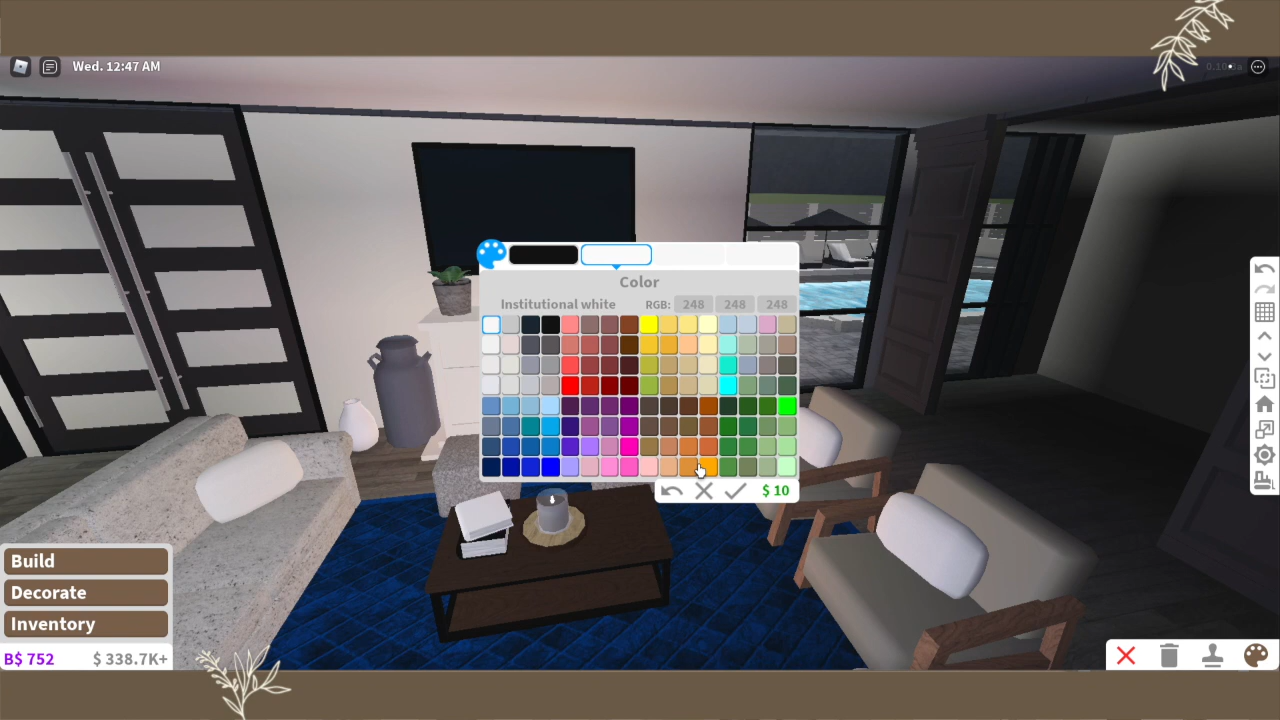 Wed. 12:47 AM
Color
Institutional white RGB: 248 248 248
$ 10
Build
Decorate
Inventory
B$ 752 $ 338.7K+